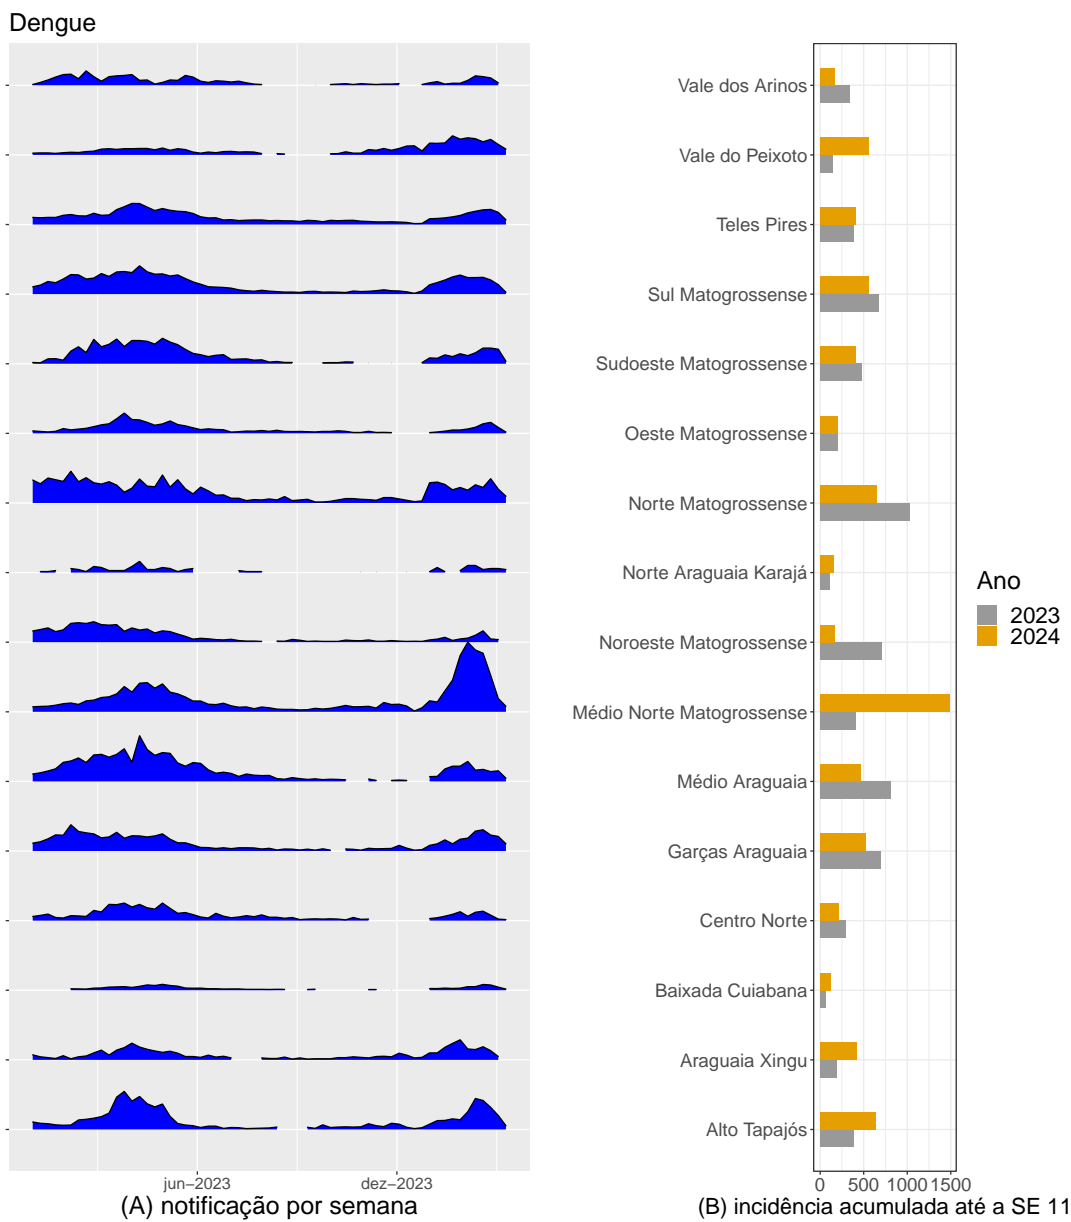 Dengue
Vale dos Arinos
Vale do Peixoto
Teles Pires
Sul Matogrossense
Sudoeste Matogrossense
Oeste Matogrossense
Norte Matogrossense
Norte Araguaia Karajá
Noroeste Matogrossense
Médio Norte Matogrossense
Médio Araguaia
Garças Araguaia
Centro Norte
Baixada Cuiabana
Araguaia Xingu
Alto Tapajós
Ano
2023
2024
jun−2023 dez−2023
(A) notificação por semana
0 500 1000 1500
(B) incidência acumulada até a SE 11